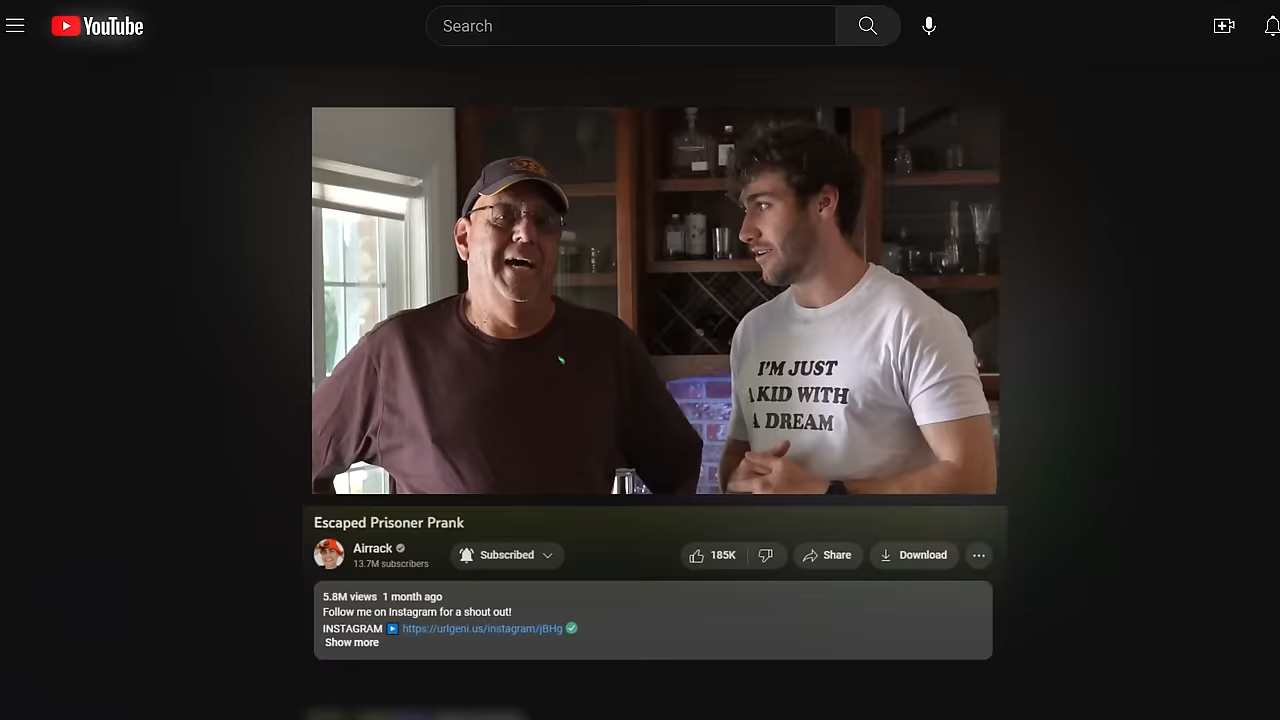 YouTube
Search
I'M JUST
A KID WITH
A DREAM
Escaped Prisoner Prank
Airrack
13.7M subscribers
Subscribed
185K
Share
Download
5.8M views 1 month ago
Follow me on Instagram for a shout out!
INSTAGRAM https://urlgeni.us/instagram/jBHg
Show more